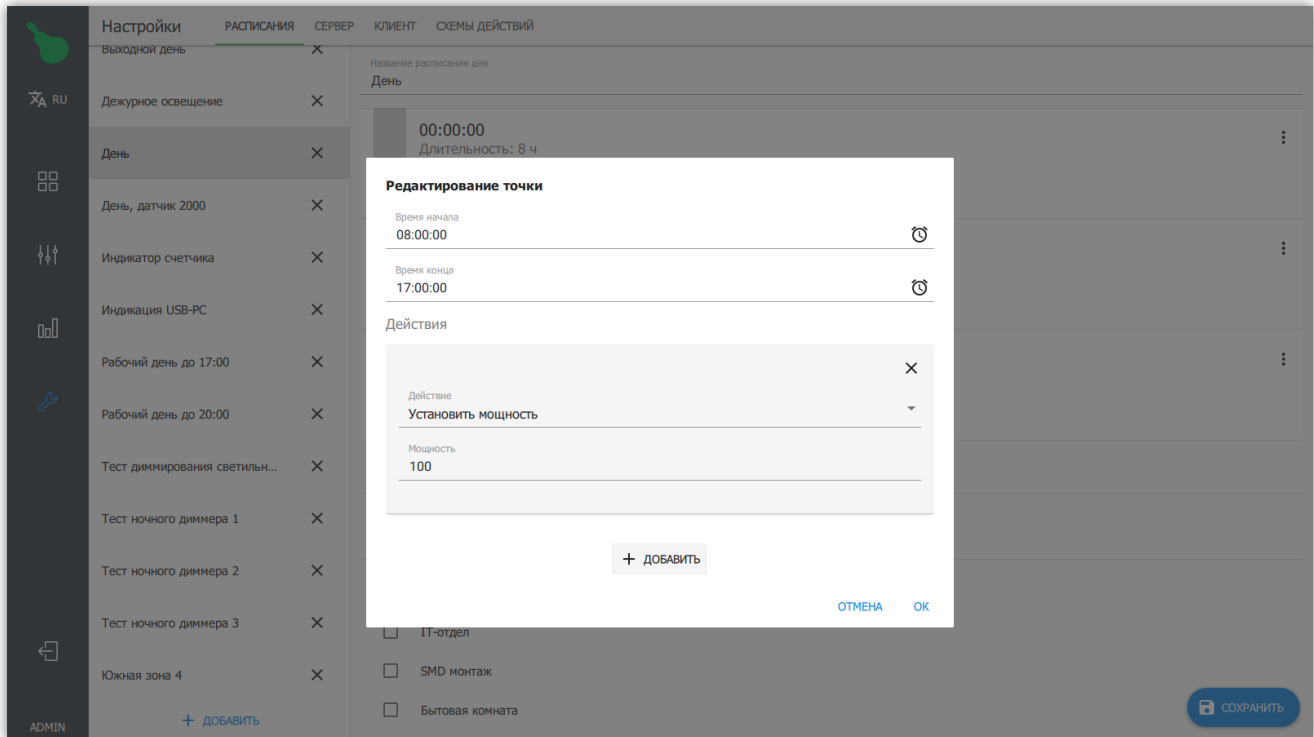 Настройки
РАСПИСАНИЯ
СЕРВЕР
КЛИЕНТ
СХЕМЫ ДЕЙСТВИЙ
RU
ADMIN
Выходной день
Дежурное освещение
День
День, датчик 2000
Индикатор счетчика
Индикация USB-PC
Рабочий день до 17:00
Рабочий день до 20:00
Тест диммирования светильн...
Тест ночного диммера 1
Тест ночного диммера 2
Тест ночного диммера 3
Южная зона 4
+ ДОБАВИТЬ
Название расписания дня
День
00:00:00
Длительность: 8 ч
Редактирование точки
Время начала
08:00:00
Время конца
17:00:00
Действия
Действие
Установить мощность
Мощность
100
+ ДОБАВИТЬ
ОТМЕНА
ОК
IT-отдел
SMD монтаж
Бытовая комната
СОХРАНИТЬ